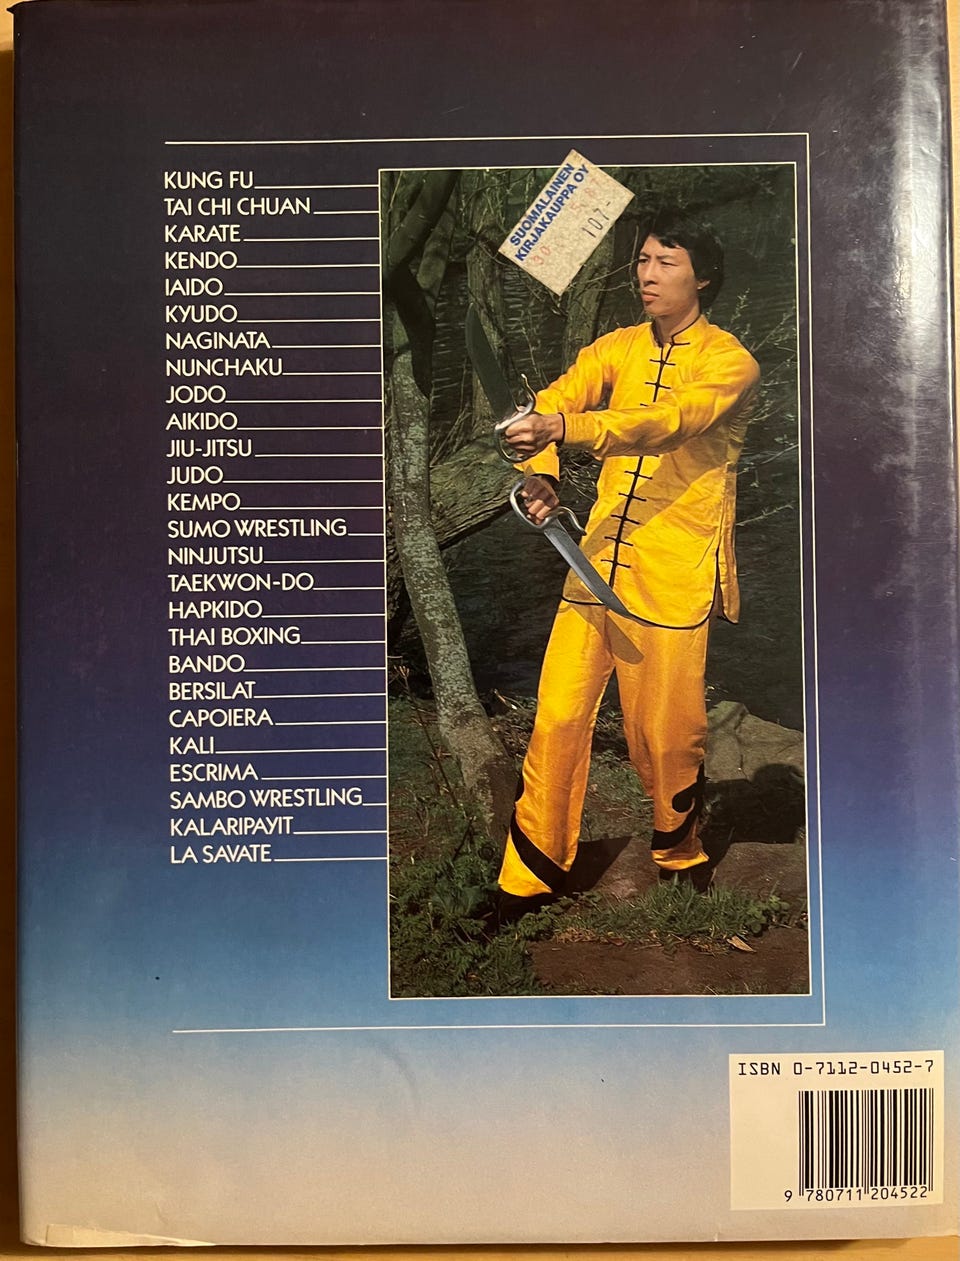 KUNG FU
TAI CHI CHUAN
KARATE
KENDO
IAIDO
KYUDO
NAGINATA
NUNCHAKU
JODO
AIKIDO
JIU-JITSU
JUDO
KEMPO
SUMO WRESTLING
NINJUTSU
TAEKWON-DO
HAPKIDO
THAI BOXING
BANDO
BERSILAT
CAPOIERA
KALI
ESCRIMA
SAMBO WRESTLING
KALARIPAYIT
LA SAVATE
SUOMALAINEN
KIRJAKAUPPA OY
30
107-
ISBN 0-7112-0452-7
9 780711 204522